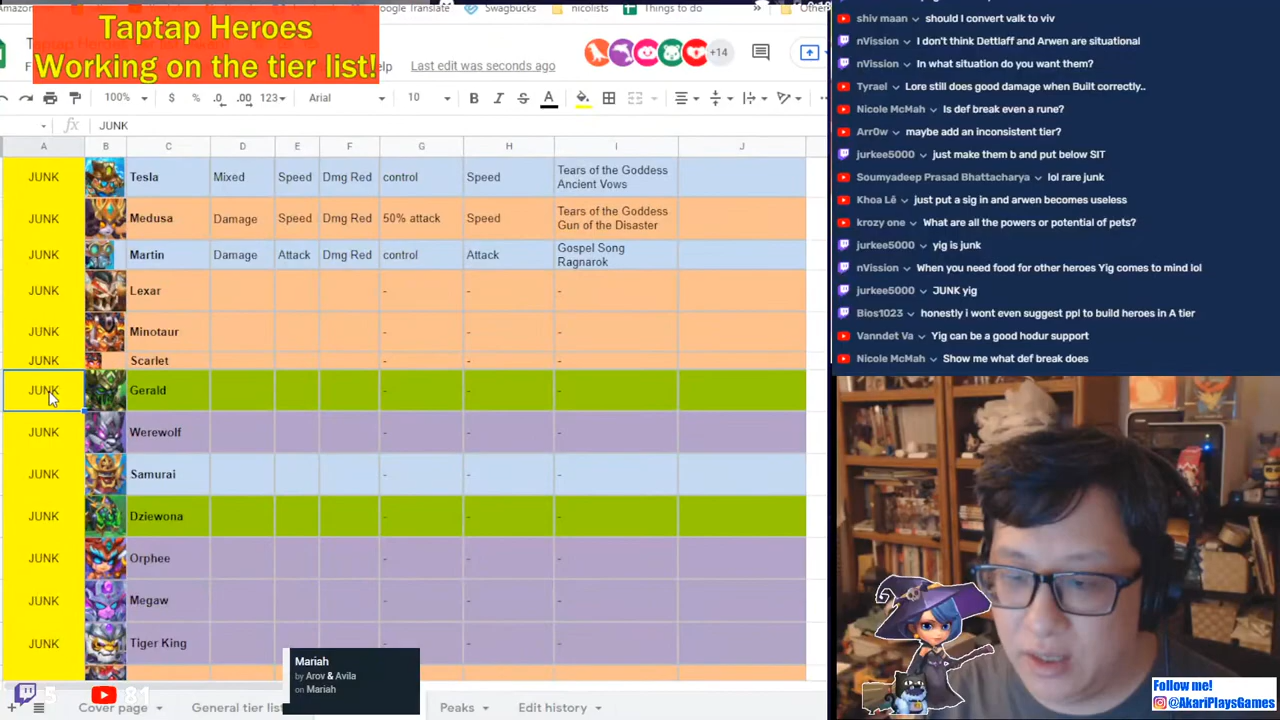 Taptap Heroes
Working on the tier list!
Google Translate
Swagbucks
nicolists
Things to do
Last edit was seconds ago
+14
100%
$
%
.0
.00
123
Arial
10
fx
JUNK
A B C D E F G H I J
JUNK Tesla Mixed Speed Dmg Red control Speed Tears of the Goddess
Ancient Vows
JUNK Medusa Damage Speed Dmg Red 50% attack Speed Tears of the Goddess
Gun of the Disaster
JUNK Martin Damage Attack Dmg Red control Attack Gospel Song
Ragnarok
JUNK Lexar - - -
JUNK Minotaur - - -
JUNK Scarlet - - -
JUNK Gerald - - -
JUNK Werewolf - - -
JUNK Samurai - - -
JUNK Dziewona - - -
JUNK Orphee - - -
JUNK Megaw - - -
JUNK Tiger King - - -
Mariah
by Arov & Avila
on Mariah
Cover page
General tier list
Peaks
Edit history
shiv maan should I convert valk to viv
nVission I don't think Dettlaff and Arwen are situational
nVission In what situation do you want them?
Tyrael Lore still does good damage when Built correctly..
Nicole McMah Is def break even a rune?
Arr0w maybe add an inconsistent tier?
jurkee5000 just make them b and put below SIT
Soumyadeep Prasad Bhattacharya lol rare junk
Khoa Lê just put a sig in and arwen becomes useless
krozy one What are all the powers or potential of pets?
jurkee5000 yig is junk
nVission When you need food for other heroes Yig comes to mind lol
jurkee5000 JUNK yig
Bios1023 honestly i wont even suggest ppl to build heroes in A tier
Vanndet Va Yig can be a good hodur support
Nicole McMah Show me what def break does
Follow me!
@AkariPlaysGames